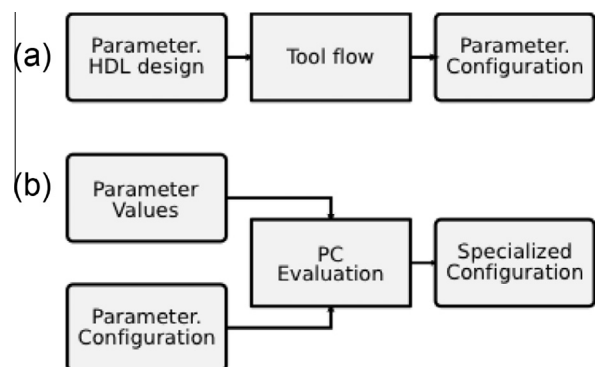 (a)
Parameter.
HDL design
Tool flow
Parameter.
Configuration
(b)
Parameter
Values
PC
Evaluation
Specialized
Configuration
Parameter.
Configuration